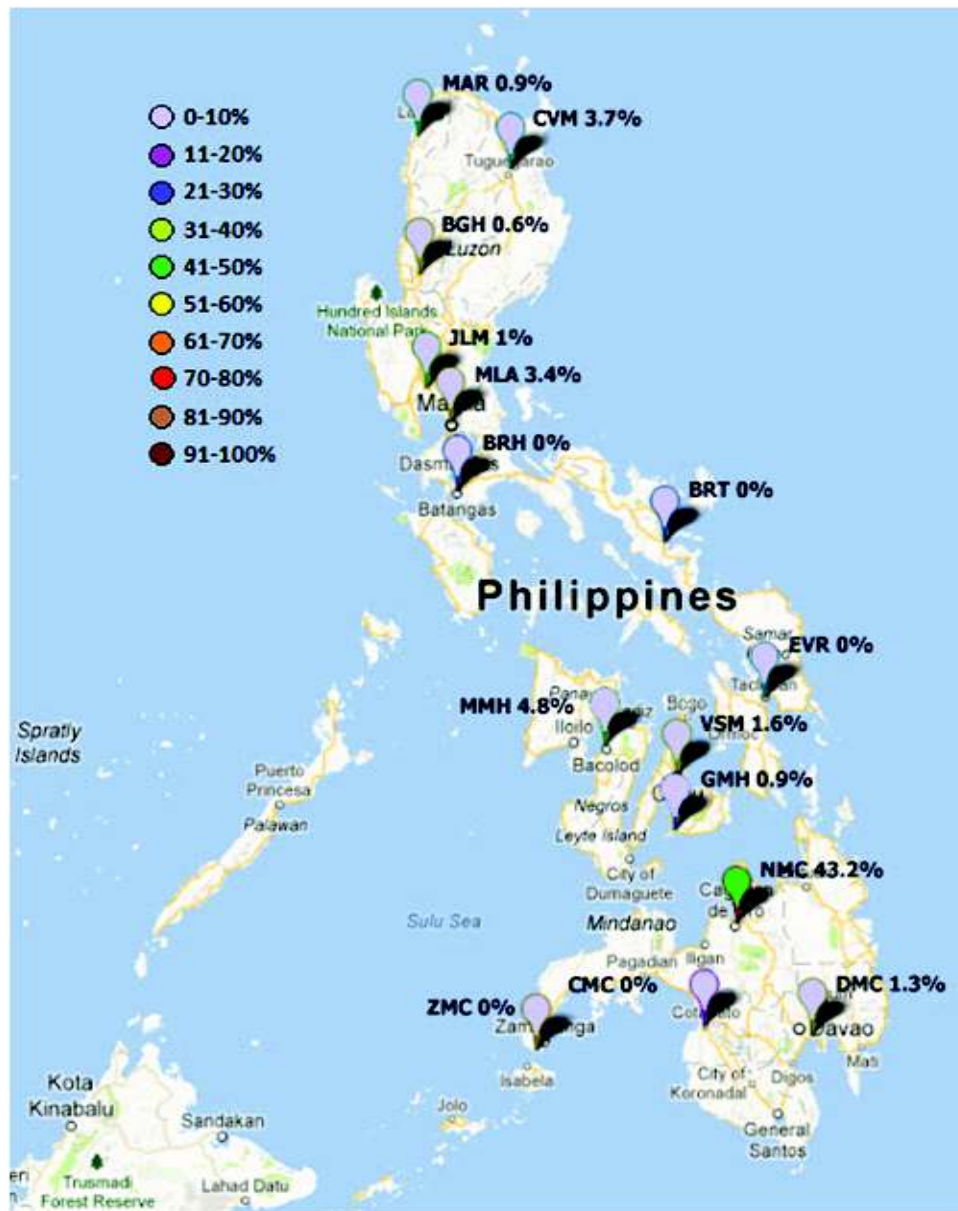 MAR 0.9%
0-10%
CVM 3.7%
11-20%
Tuguegarao
21-30%
31-40%
BGH 0.6%
Luzon
41-50%
51-60%
Hundred Islands
National Park
JLM 1%
61-70%
MLA 3.4%
70-80%
81-90%
BRH 0%
91-100%
Batangas
BRT 0%
Philippines
Samar
EVR 0%
MMH 4.8%
Bogo
VSM 1.6%
Iloilo
Spratly
Islands
Bacolod
Puerto
Princesa
GMH 0.9%
Palawan
Negros
Leyte Island
City of
Dumaguete
NMC 43.2%
Sulu Sea
Mindanao
Iligan
Pagadian
CMC 0%
DMC 1.3%
ZMC 0%
Davao
Mati
Isabela
City of
Koronadal
Digos
Kota
Kinabalu
Jolo
Sandakan
General
Santos
Trusmadi
Forest Reserve
Lahad Datu